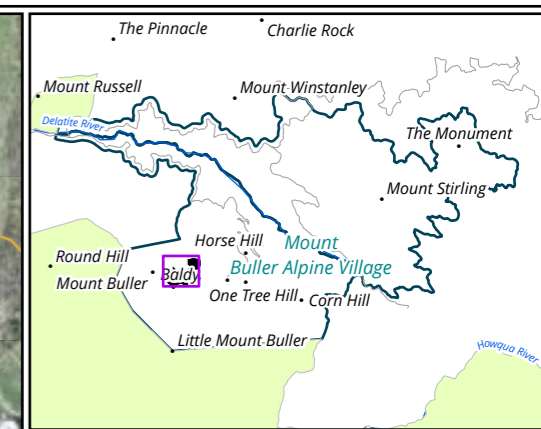 The Pinnacle
Charlie Rock
Mount Russell
Mount Winstanley
Delatite River
The Monument
Mount Stirling
Horse Hill
Mount
Buller Alpine Village
Round Hill
Baldy
Mount Buller
One Tree Hill
Corn Hill
Little Mount Buller
Howqua River